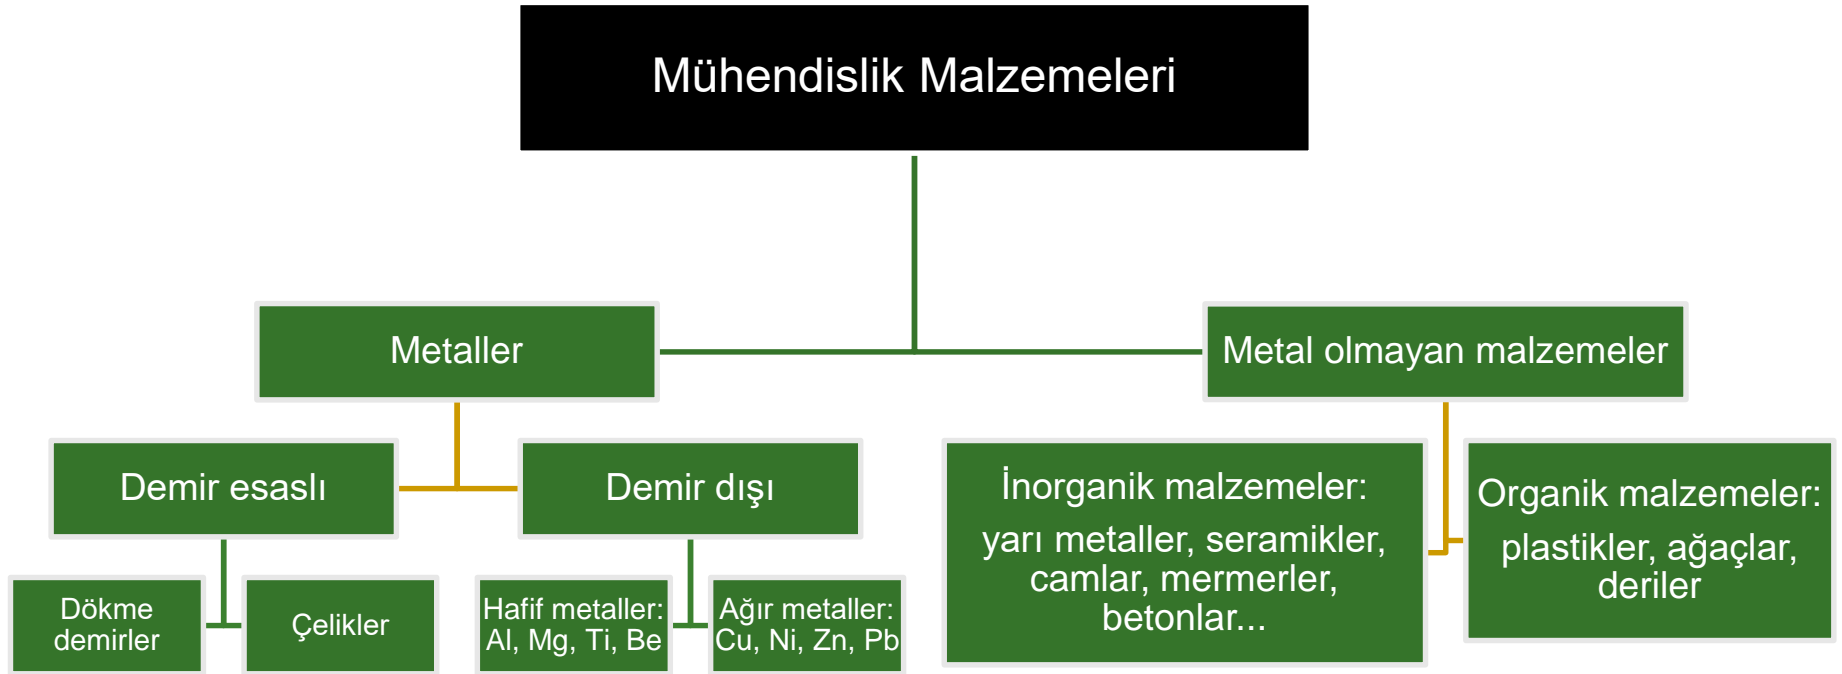 Mühendislik Malzemeleri
Metaller
Metal olmayan malzemeler
Demir esaslı
Demir dışı
İnorganik malzemeler:
yarı metaller, seramikler,
camlar, mermerler,
betonlar...
Organik malzemeler:
plastikler, ağaçlar,
deriler
Dökme
demirler
Çelikler
Hafif metaller:
Al, Mg, Ti, Be
Ağır metaller:
Cu, Ni, Zn, Pb